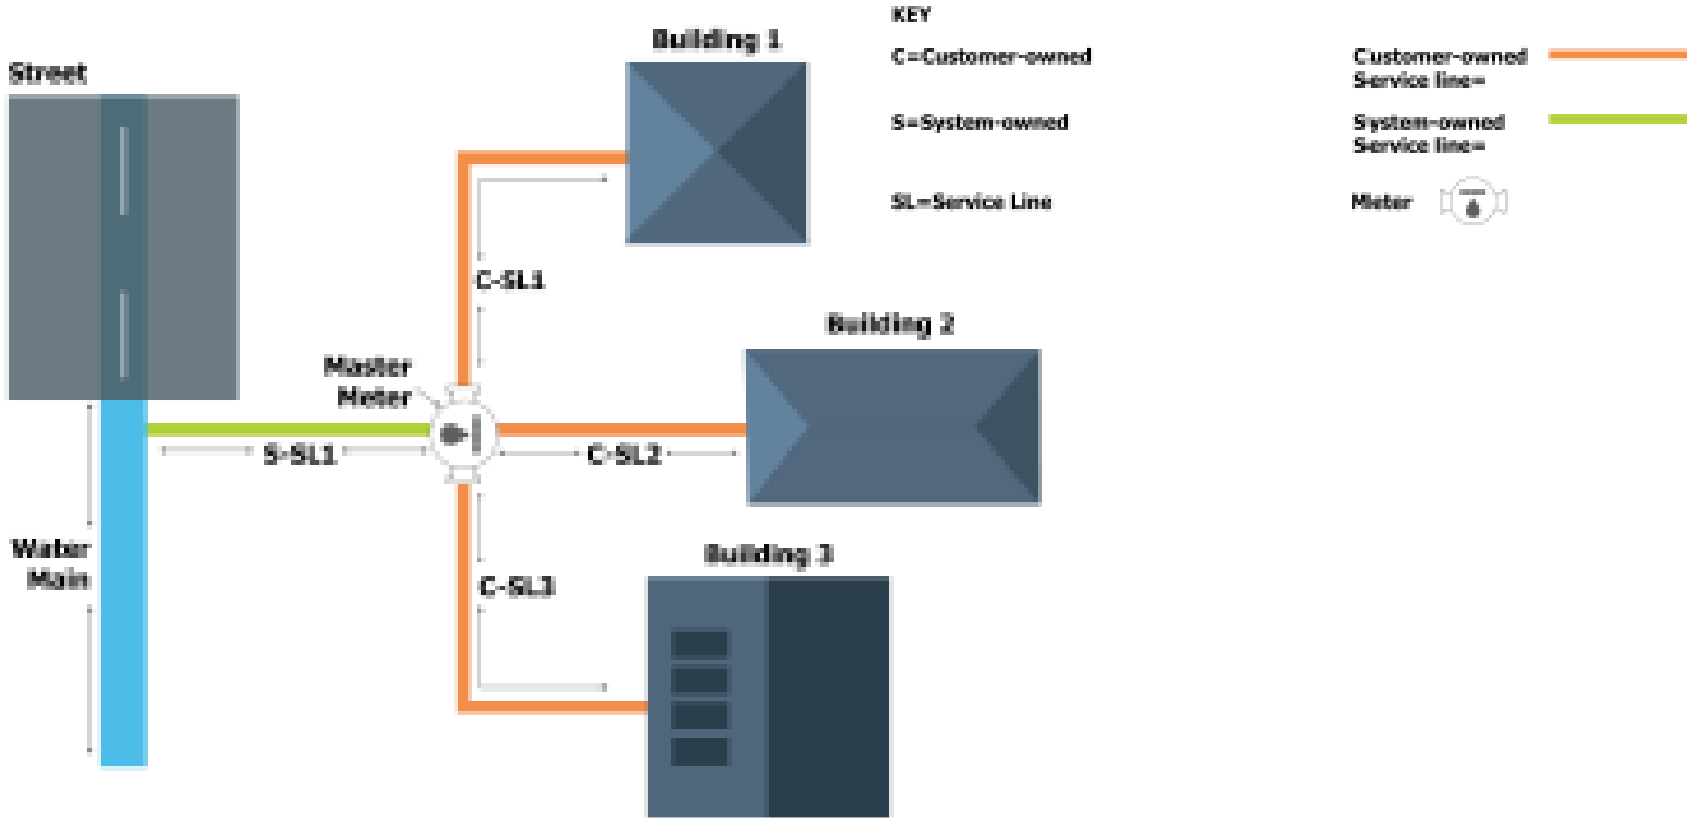 Street
Building 1
KEY
C=Customer-owned
S=System-owned
SL=Service Line
Customer-owned
Service line=
System-owned
Service line=
Meter
C-SL1
Building 2
Master
Meter
S-SL1
C-SL2
Water
Main
Building 3
C-SL3